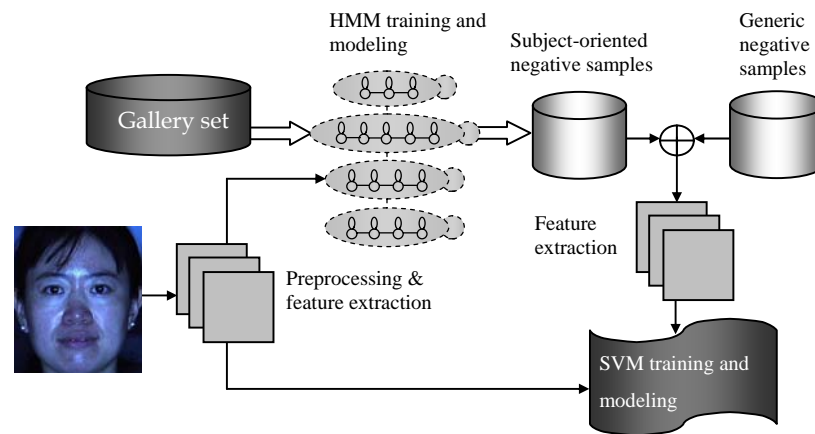 HMM training and
modeling
Subject-oriented
negative samples
Generic
negative
samples
Gallery set
Feature
extraction
Preprocessing &
feature extraction
SVM training and
modeling